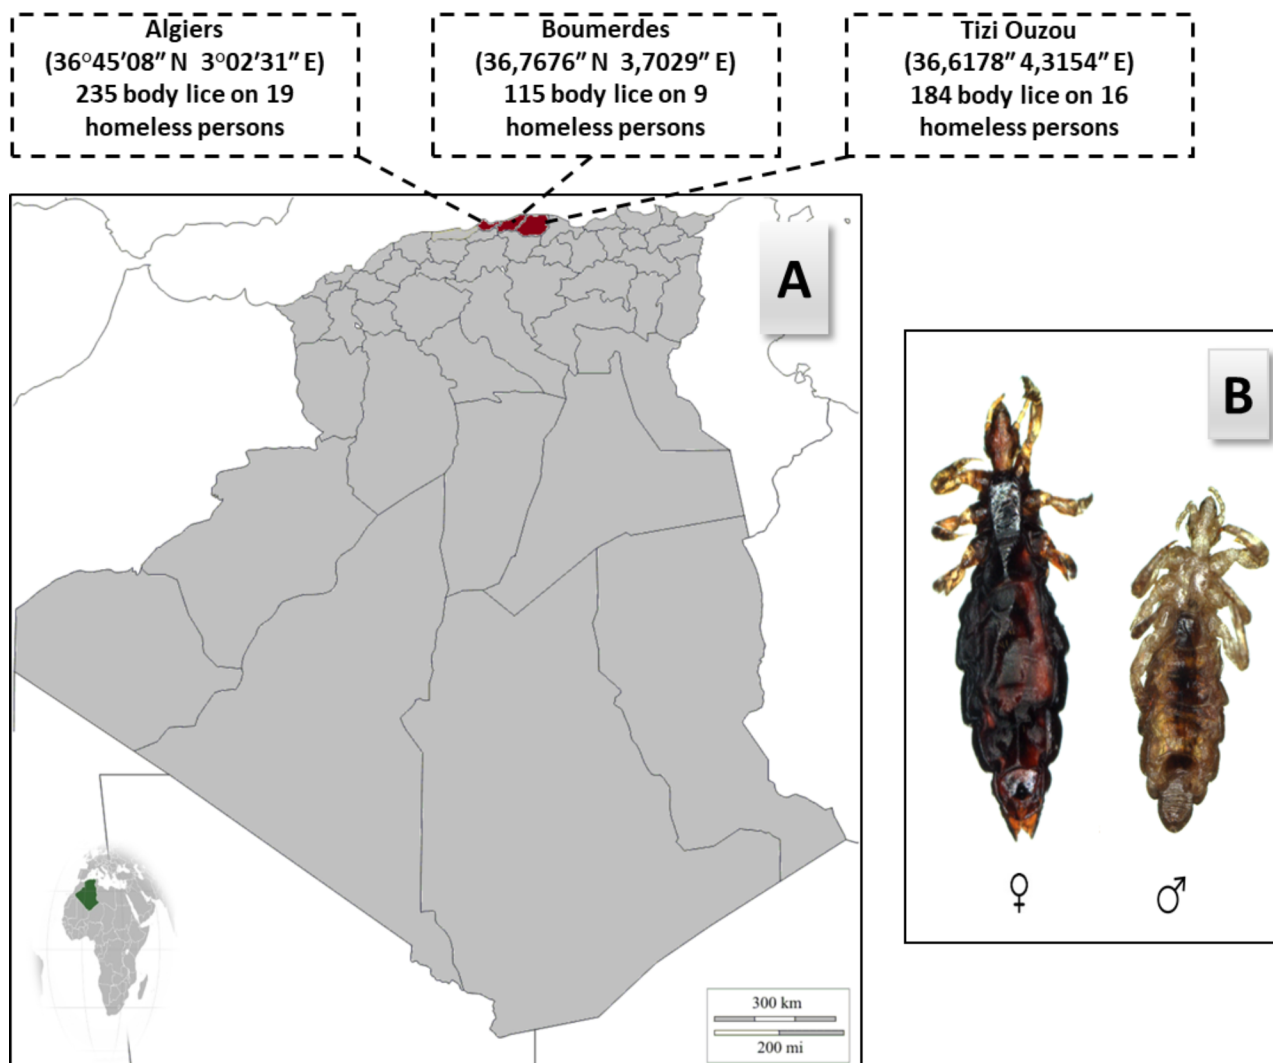 Algiers
(36°45’08” N  3°02’31” E)
235 body lice on 19
homeless persons
Boumerdes
(36,7676” N  3,7029” E)
115 body lice on 9
homeless persons
Tizi Ouzou
(36,6178” 4,3154” E)
184 body lice on 16
homeless persons
A
B
♀ ♂
300 km
200 mi